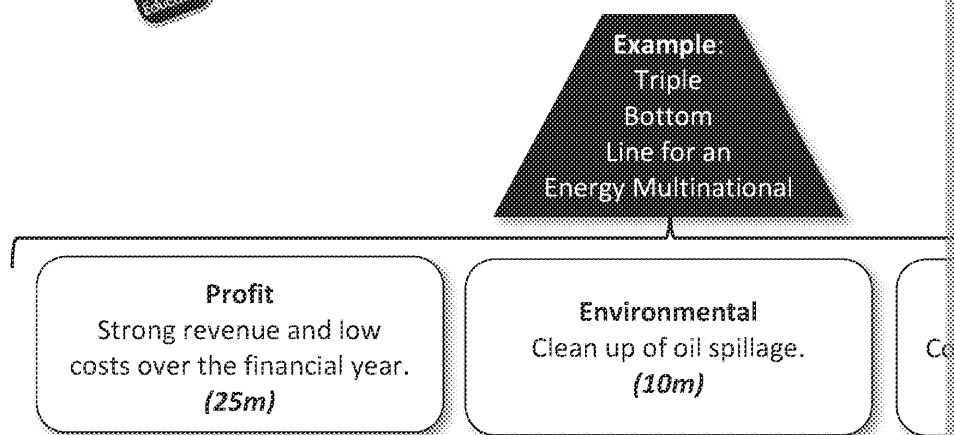 Example:
Triple
Bottom
Line for an
Energy Multinational
Profit
Strong revenue and low
costs over the financial year.
(25m)
Environmental
Clean up of oil spillage.
(10m)